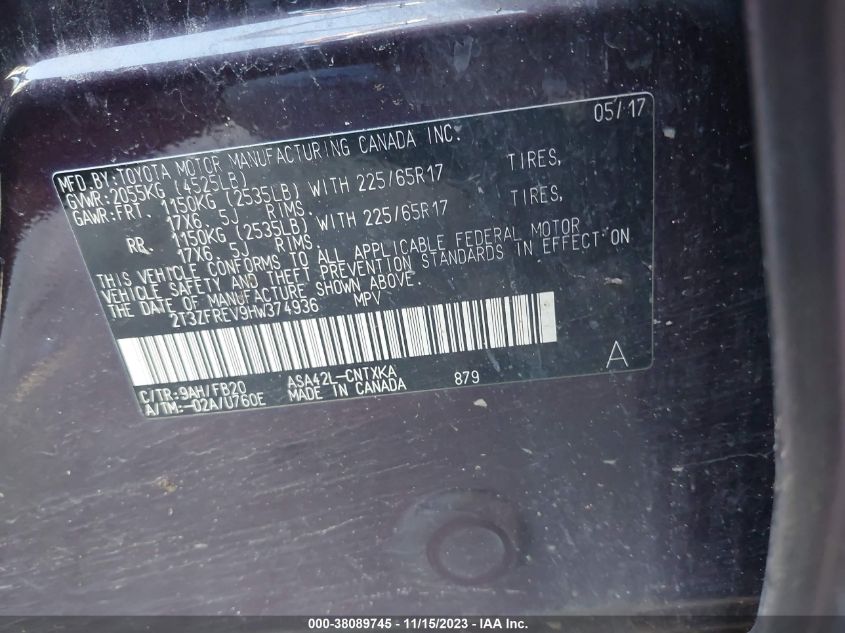 MFD.BY:TOYOTA MOTOR MANUFACTURING CANADA INC. 05/17
GVWR:2055KG (4525LB)
GAWR:FRT. 1150KG (2535LB) WITH 225/65R17 TIRES,
17X6.5J RIMS
RR. 1150KG (2535LB) WITH 225/65R17 TIRES,
17X6.5J RIMS.
THIS VEHICLE CONFORMS TO ALL APPLICABLE FEDERAL MOTOR
VEHICLE SAFETY AND THEFT PREVENTION STANDARDS IN EFFECT ON
THE DATE OF MANUFACTURE SHOWN ABOVE.
2T3ZFREV9HW374936 MPV
C/TR:9AH/FB20 ASA42L-CNTXKA 879 A
A/TM:-02A/U760E MADE IN CANADA
000-38089745 - 11/15/2023 - IAA Inc.